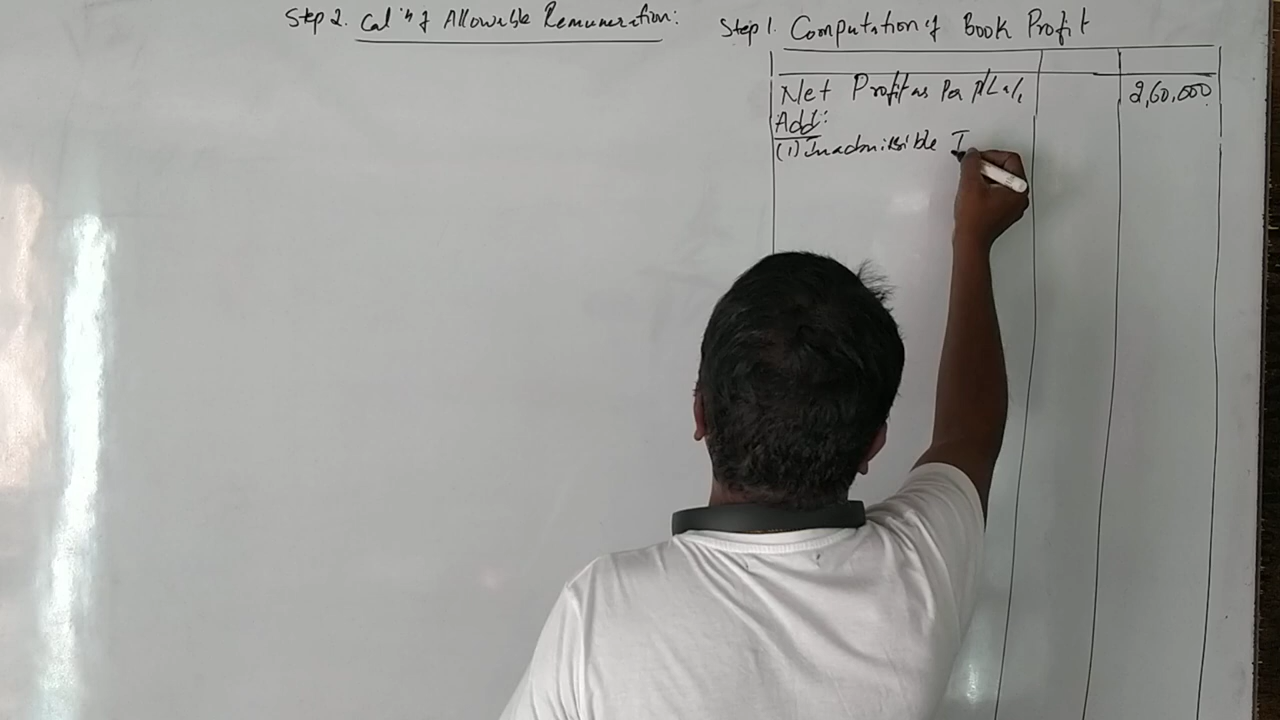 Step 2. Cal'n of Allowable Remuneration:
Step 1. Computation of Book Profit
Net Profit as Per P/L a/c 2,60,000
Add:
(1) Inadmissible I